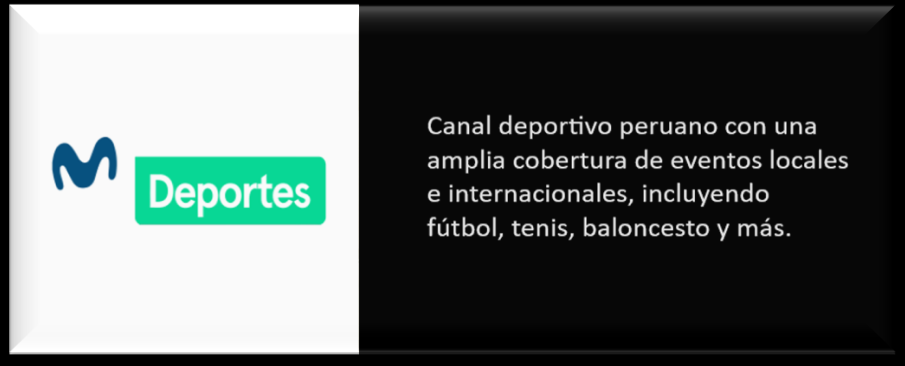 Deportes
Canal deportivo peruano con una
amplia cobertura de eventos locales
e internacionales, incluyendo
fútbol, tenis, baloncesto y más.